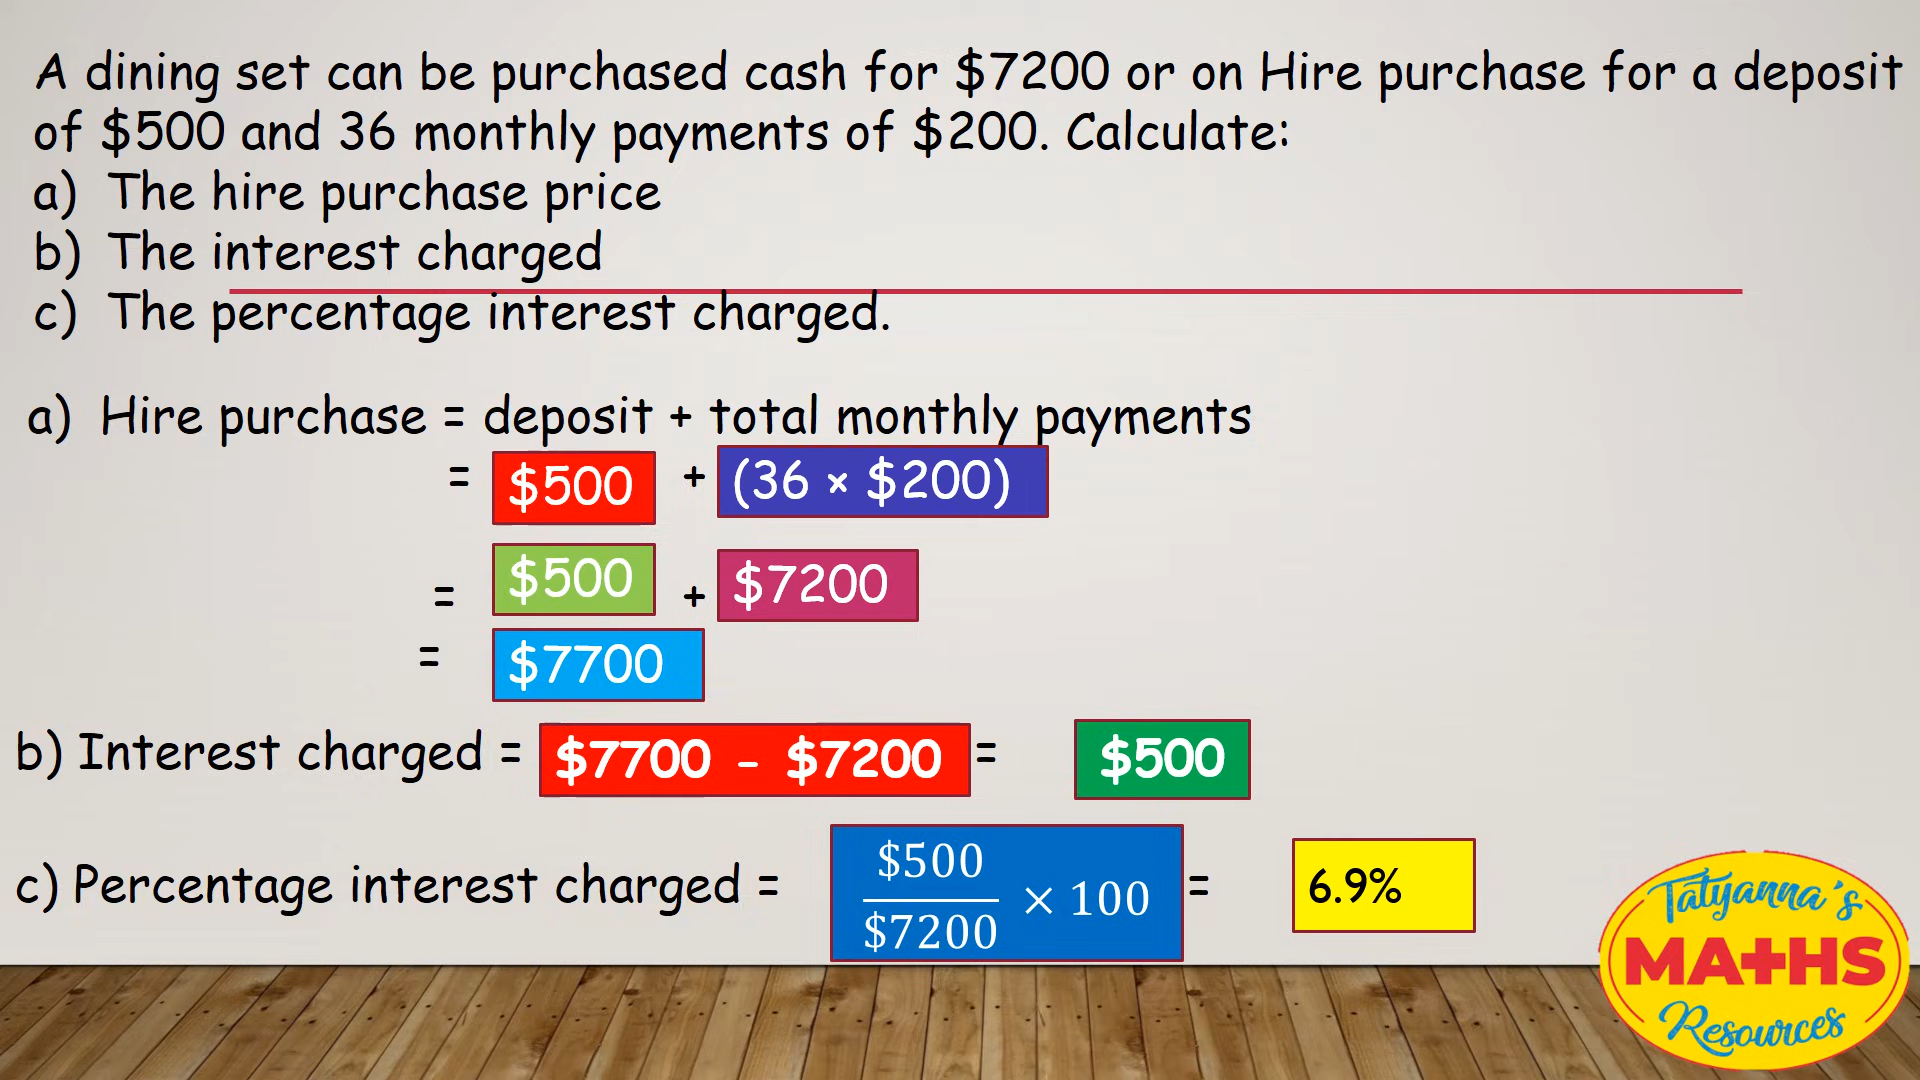 A dining set can be purchased cash for $7200 or on Hire purchase for a deposit
of $500 and 36 monthly payments of $200. Calculate:
a) The hire purchase price
b) The interest charged
c) The percentage interest charged.
a) Hire purchase = deposit + total monthly payments
= $500 + (36 × $200)
= $500 + $7200
= $7700
b) Interest charged = $7700 - $7200 = $500
c) Percentage interest charged = $500/$7200 × 100 = 6.9%
Tatyanna's
MATHS
Resources